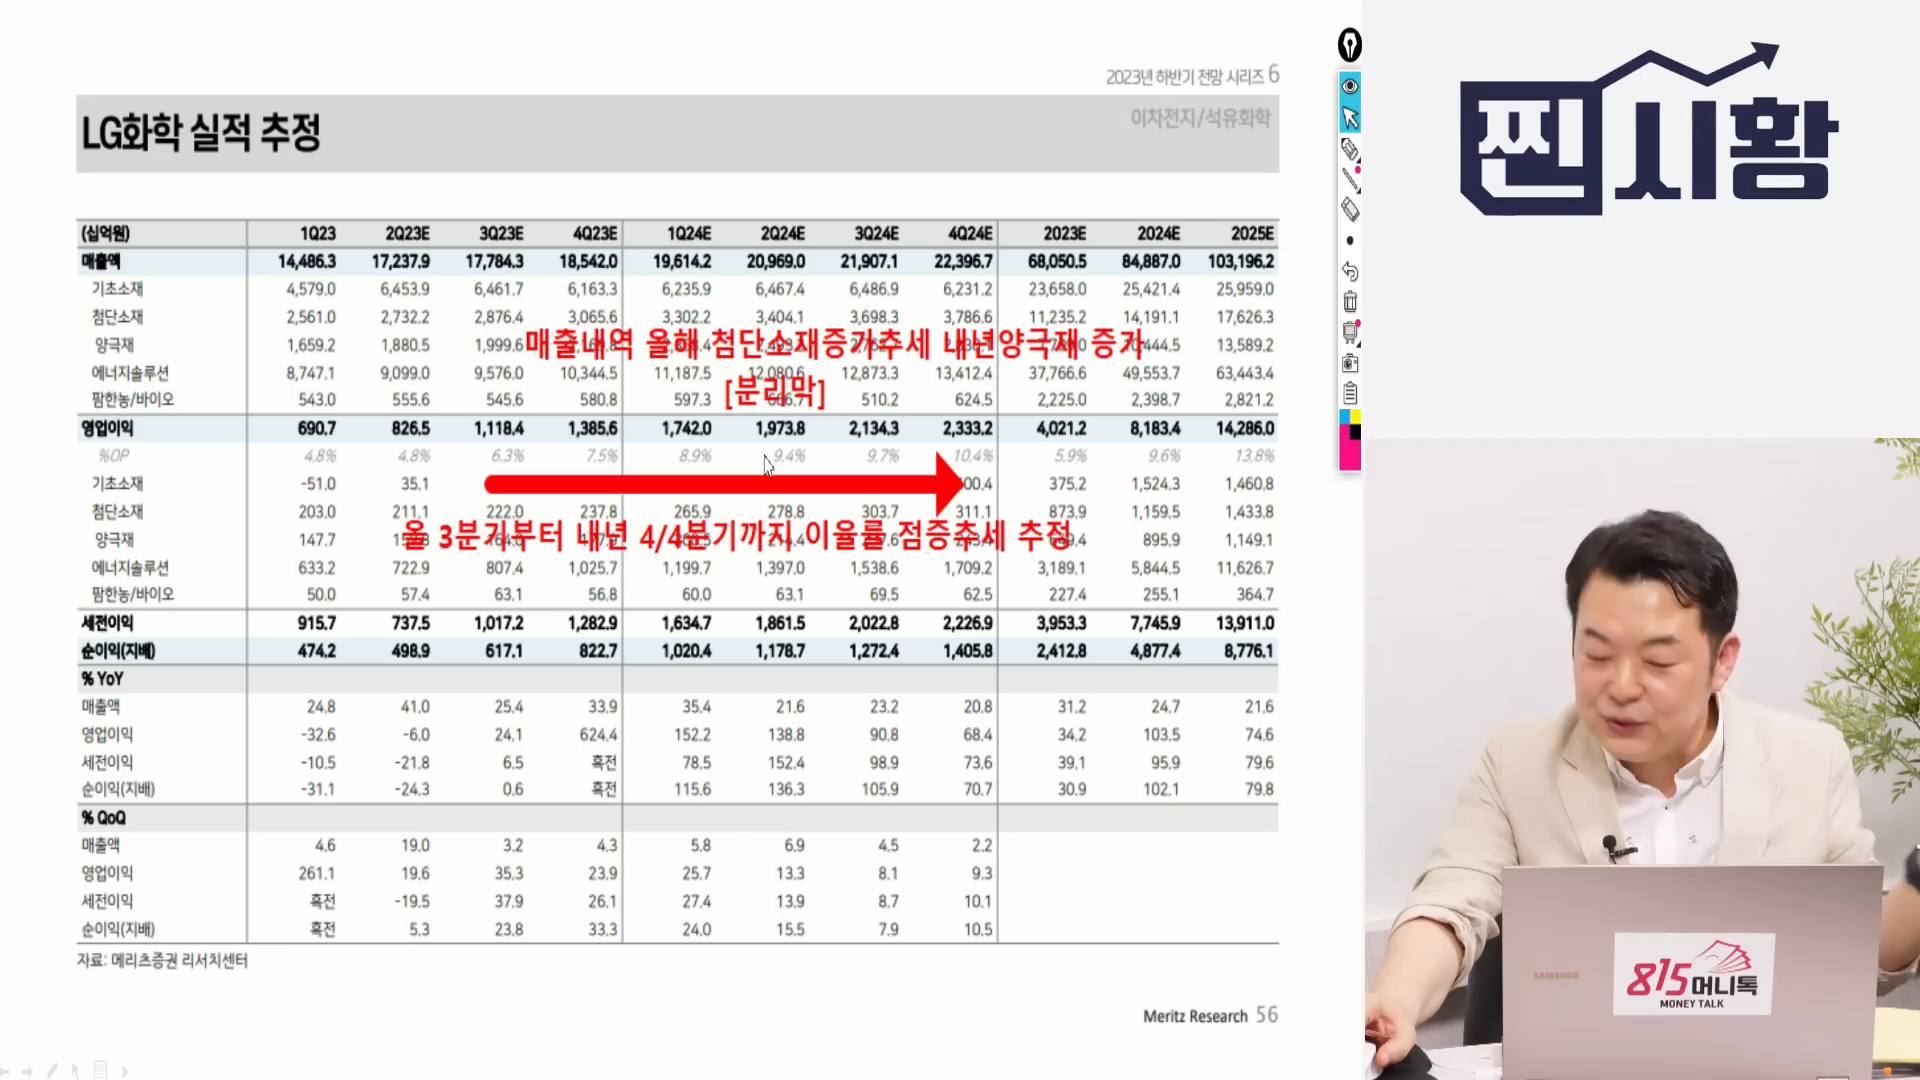 2023년 하반기 전망 시리즈 6
LG화학 실적 추정
이차전지/석유화학
(십억원) 1Q23 2Q23E 3Q23E 4Q23E 1Q24E 2Q24E 3Q24E 4Q24E 2023E 2024E 2025E
매출액 14,486.3 17,237.9 17,784.3 18,542.0 19,614.2 20,969.0 21,907.1 22,396.7 68,050.5 84,887.0 103,196.2
기초소재 4,579.0 6,453.9 6,461.7 6,163.3 6,235.9 6,467.4 6,486.9 6,231.2 23,658.0 25,421.4 25,959.0
첨단소재 2,561.0 2,732.2 2,876.4 3,065.6 3,302.2 3,404.1 3,698.3 3,786.6 11,235.2 14,191.1 17,626.3
매출내역 올해 첨단소재증가추세 내년양극재 증가
양극재 1,659.2 1,880.5 1,999.6 13,589.2
에너지솔루션 8,747.1 9,099.0 9,576.0 10,344.5 11,187.5 12,080.6 12,873.3 13,412.4 37,766.6 49,553.7 63,443.4
[분리막]
팜한농/바이오 543.0 555.6 545.6 580.8 597.3 510.2 624.5 2,225.0 2,398.7 2,821.2
영업이익 690.7 826.5 1,118.4 1,385.6 1,742.0 1,973.8 2,134.3 2,333.2 4,021.2 8,183.4 14,286.0
%OP 4.8% 4.8% 6.3% 7.5% 8.9% 9.4% 9.7% 10.4% 5.9% 9.6% 13.8%
기초소재 -51.0 35.1 375.2 1,524.3 1,460.8
첨단소재 203.0 211.1 222.0 237.8 265.9 278.8 303.7 311.1 873.9 1,159.5 1,433.8
올 3분기부터 내년 4/4분기까지 이율률 점증추세 추정
양극재 147.7 895.9 1,149.1
에너지솔루션 633.2 722.9 807.4 1,025.7 1,199.7 1,397.0 1,538.6 1,709.2 3,189.1 5,844.5 11,626.7
팜한농/바이오 50.0 57.4 63.1 56.8 60.0 63.1 69.5 62.5 227.4 255.1 364.7
세전이익 915.7 737.5 1,017.2 1,282.9 1,634.7 1,861.5 2,022.8 2,226.9 3,953.3 7,745.9 13,911.0
순이익(지배) 474.2 498.9 617.1 822.7 1,020.4 1,178.7 1,272.4 1,405.8 2,412.8 4,877.4 8,776.1
% YoY
매출액 24.8 41.0 25.4 33.9 35.4 21.6 23.2 20.8 31.2 24.7 21.6
영업이익 -32.6 -6.0 24.1 624.4 152.2 138.8 90.8 68.4 34.2 103.5 74.6
세전이익 -10.5 -21.8 6.5 흑전 78.5 152.4 98.9 73.6 39.1 95.9 79.6
순이익(지배) -31.1 -24.3 0.6 흑전 115.6 136.3 105.9 70.7 30.9 102.1 79.8
% QoQ
매출액 4.6 19.0 3.2 4.3 5.8 6.9 4.5 2.2
영업이익 261.1 19.6 35.3 23.9 25.7 13.3 8.1 9.3
세전이익 흑전 -19.5 37.9 26.1 27.4 13.9 8.7 10.1
순이익(지배) 흑전 5.3 23.8 33.3 24.0 15.5 7.9 10.5
자료: 메리츠증권 리서치센터
Meritz Research 56
찐시황
SAMSUNG
815머니톡
MONEY TALK